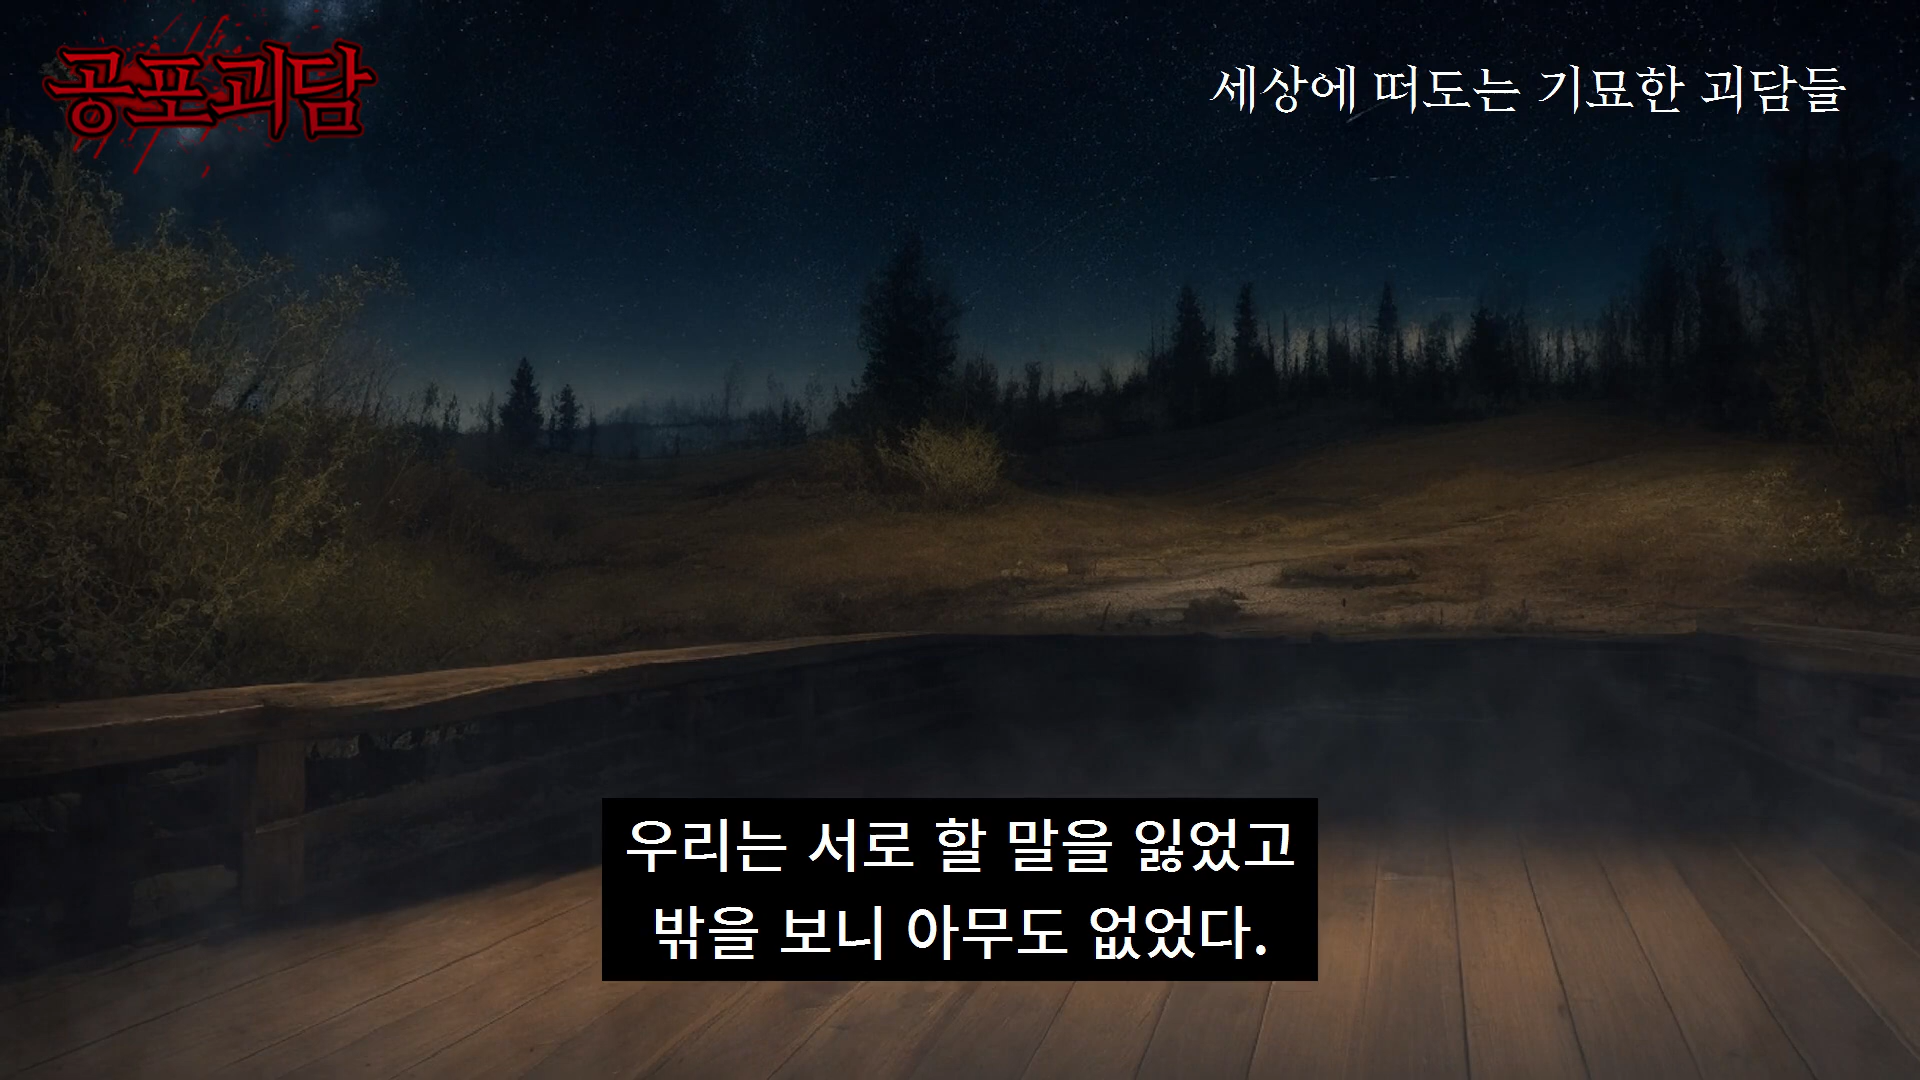 공포괴담
세상에 떠도는 기묘한 괴담들
우리는 서로 할 말을 잃었고
밖을 보니 아무도 없었다.